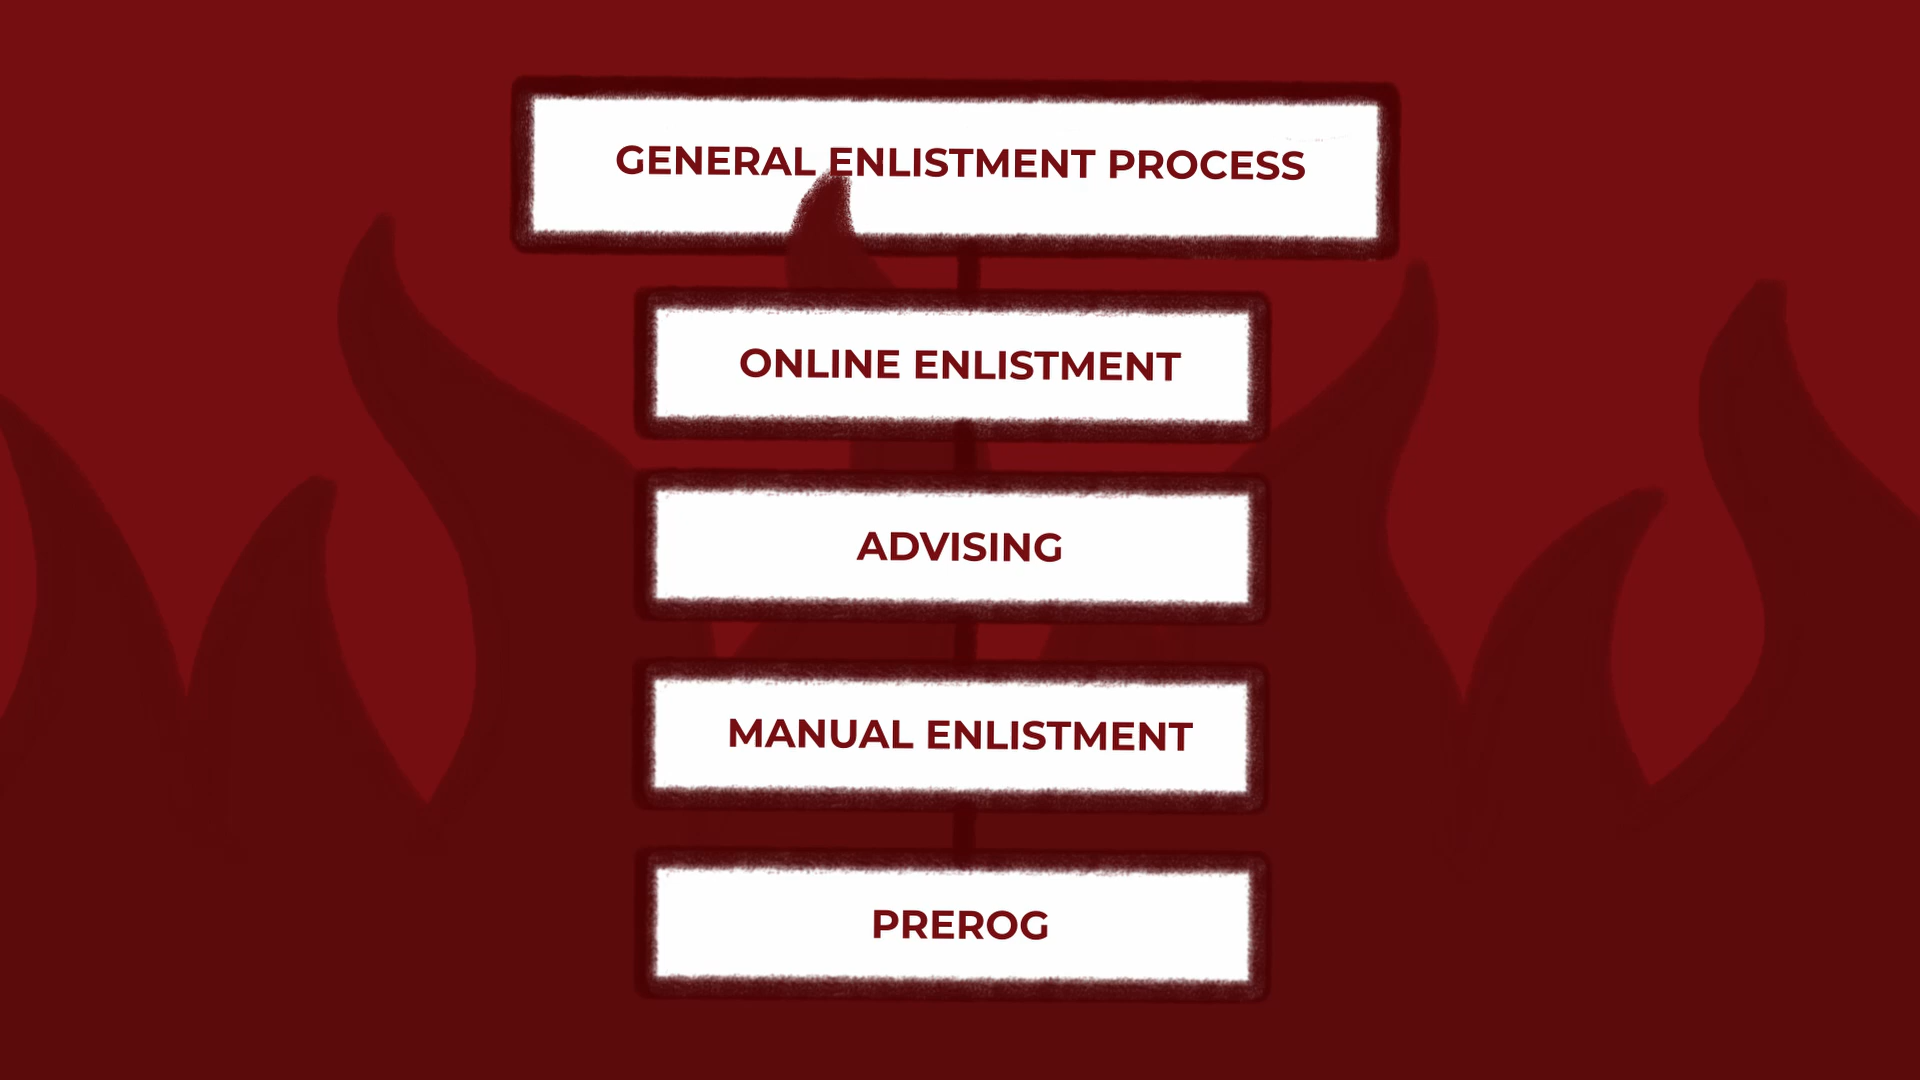 GENERAL ENLISTMENT PROCESS
ONLINE ENLISTMENT
ADVISING
MANUAL ENLISTMENT
PREROG